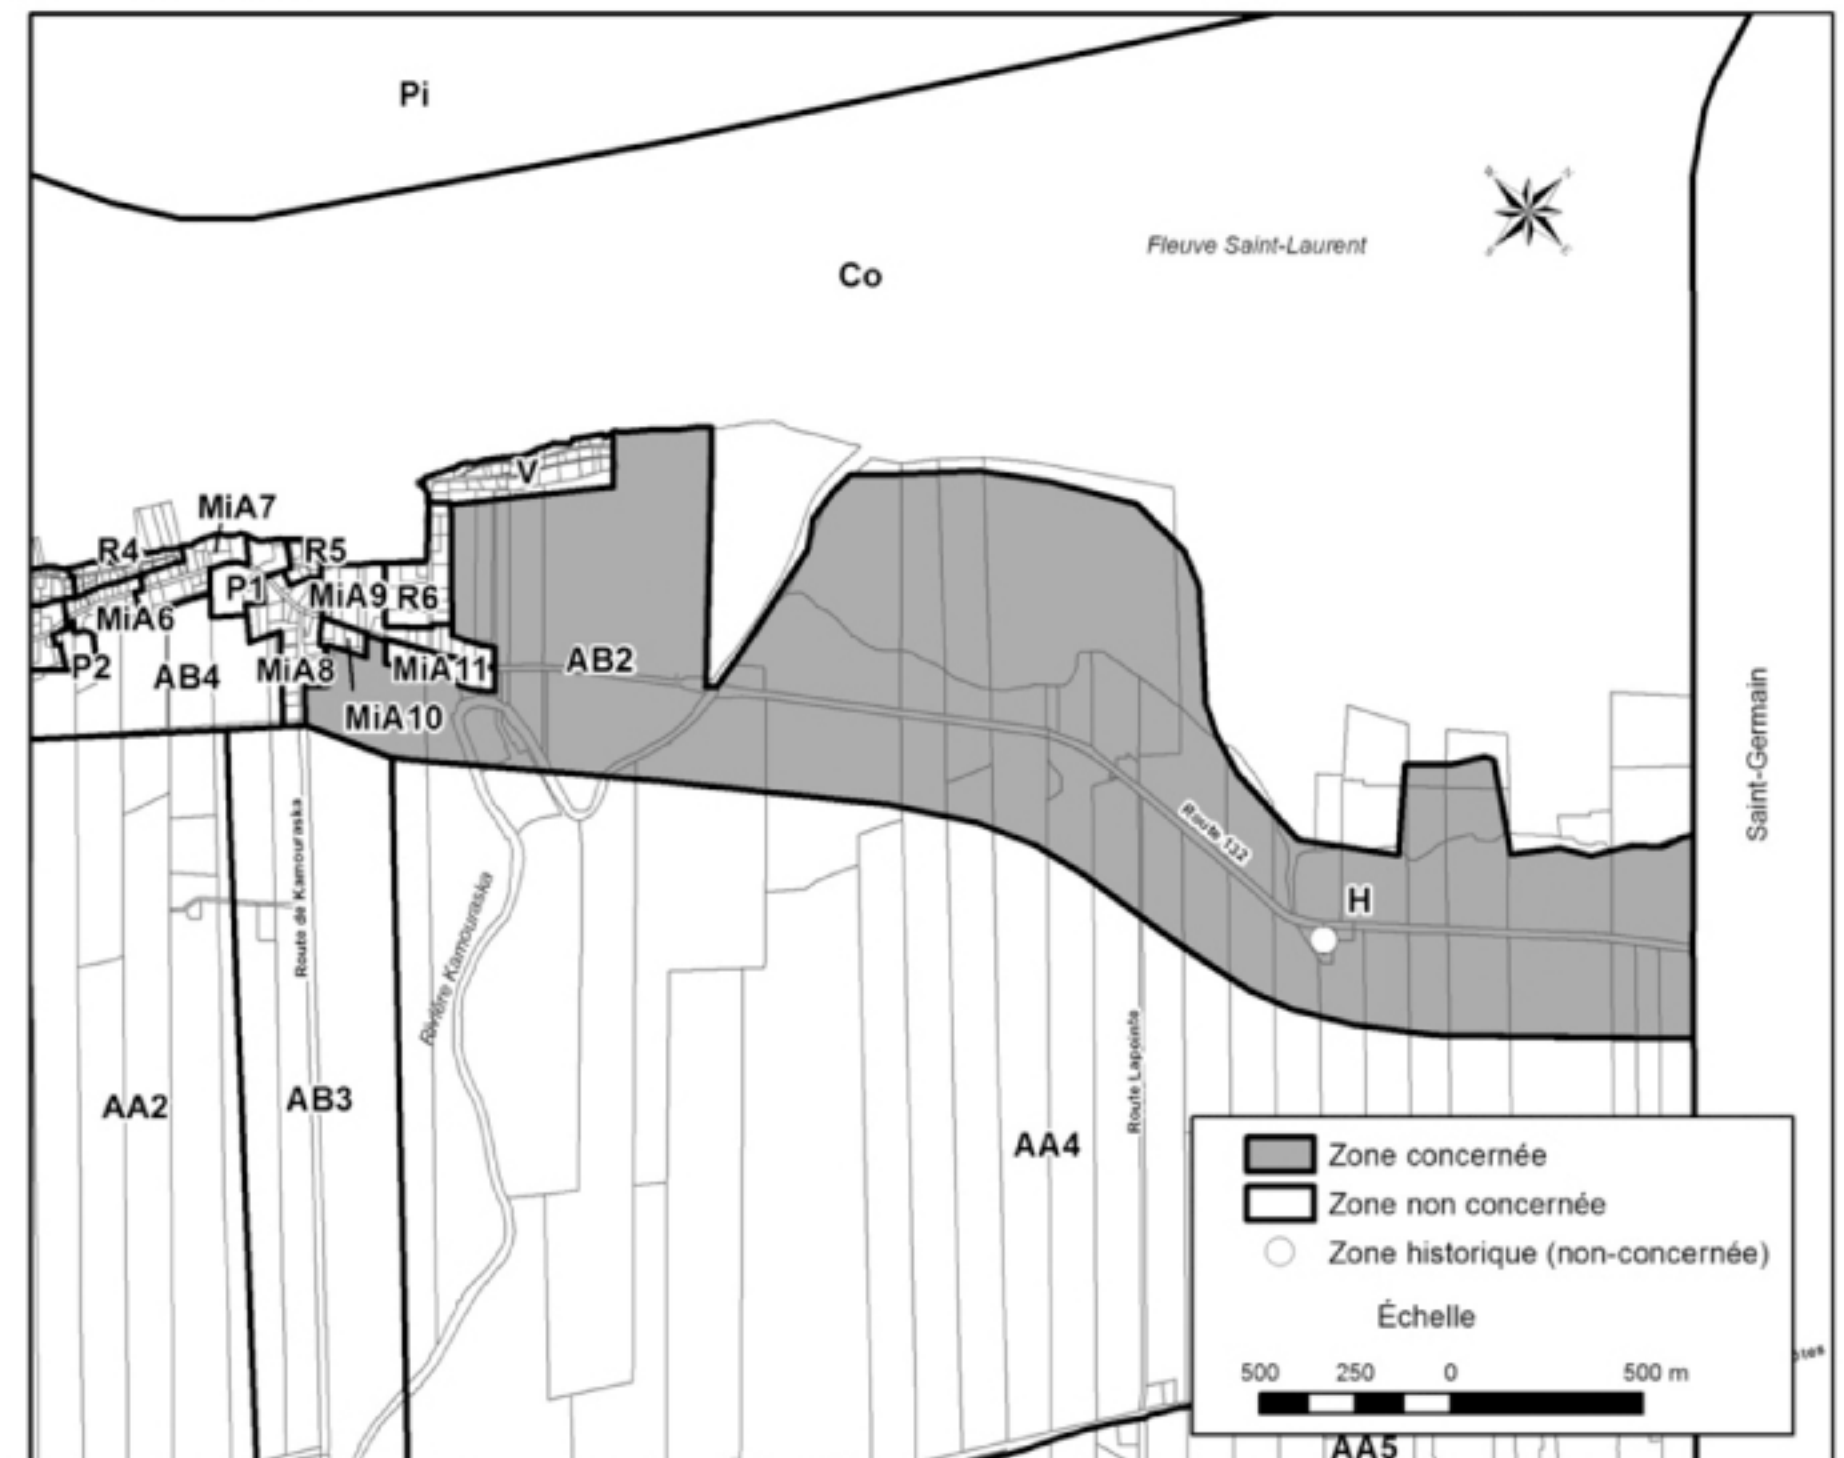 Pi
Fleuve Saint-Laurent
Co
V
MiA7
R4
R5
P1
MiA9
R6
MiA6
P2
AB4
MiA8
MiA11
AB2
MiA10
Saint-Germain
Route 132
Route de Kamouraska
Rivière Kamouraska
H
Route Lapointe
AA2
AB3
AA4
Zone concernée
Zone non concernée
Zone historique (non-concernée)
Échelle
500 250 0 500 m
AA5